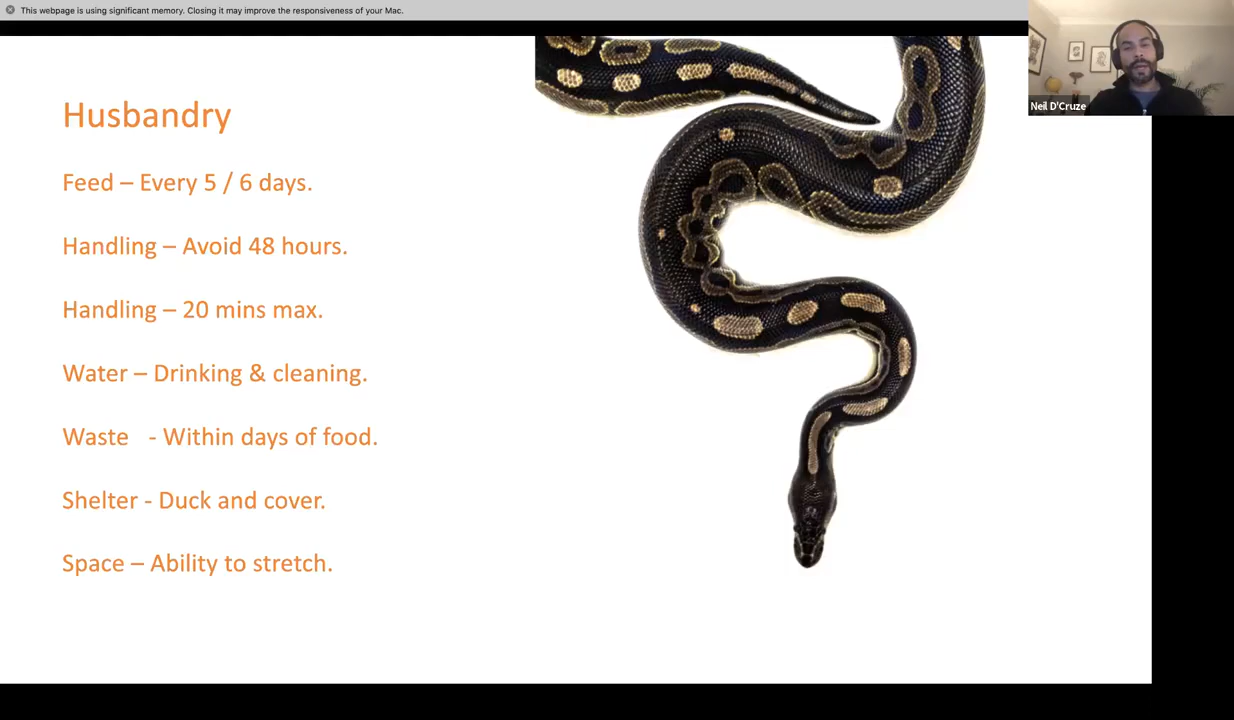 This webpage is using significant memory. Closing it may improve the responsiveness of your Mac.
Neil D'Cruze
Husbandry
Feed – Every 5 / 6 days.
Handling – Avoid 48 hours.
Handling – 20 mins max.
Water – Drinking & cleaning.
Waste - Within days of food.
Shelter - Duck and cover.
Space – Ability to stretch.